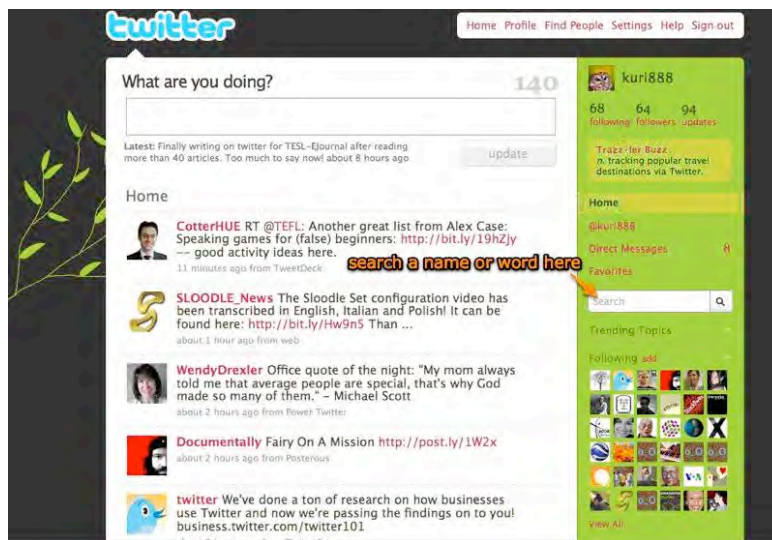 twitter
Home Profile Find People Settings Help Sign out
What are you doing?
140
Latest: Finally writing on twitter for TESL-EJournal after reading
more than 40 articles. Too much to say now! about 8 hours ago
update
Home
CotterHUE RT @TEFL: Another great list from Alex Case:
Speaking games for (false) beginners: http://bit.ly/19hZjy
-- good activity ideas here.
11 minutes ago from TweetDeck
SLOODLE_News The Sloodle Set configuration video has
been transcribed in English, Italian and Polish! It can be
found here: http://bit.ly/Hw9n5 Than ...
about 1 hour ago from web
WendyDrexler Office quote of the night: "My mom always
told me that average people are special, that's why God
made so many of them." – Michael Scott
about 2 hours ago from Power Twitter
Documentally Fairy On A Mission http://post.ly/1W2x
about 2 hours ago from Posterous
twitter We've done a ton of research on how businesses
use Twitter and now we're passing the findings on to you!
business.twitter.com/twitter101
kuri888
68 64 94
following followers updates
Trazz·ler Buzz
n. tracking popular travel
destinations via Twitter.
Home
@kuri888
Direct Messages 8
Favorites
search a name or word here
Search
Trending Topics
Following add
View All